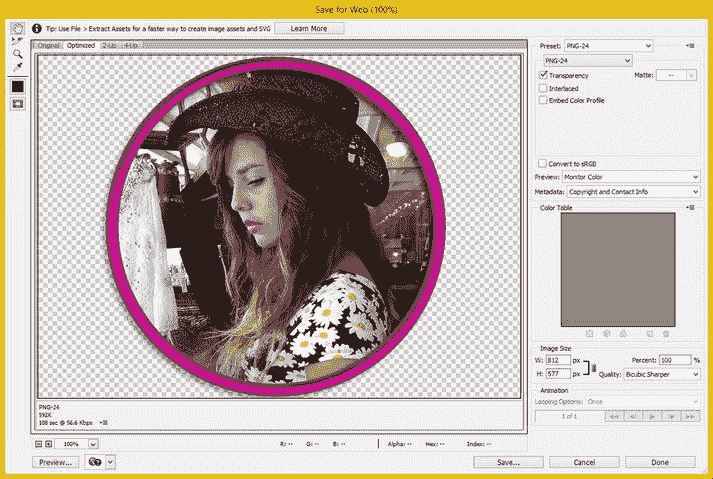 Save for Web (100%)
Tip: Use File > Extract Assets for a faster way to create image assets and SVG
Learn More
Original Optimized 2-Up 4-Up
Preset: PNG-24
PNG-24
Transparency Matte: --
Interlaced
Embed Color Profile
Convert to sRGB
Preview: Monitor Color
Metadata: Copyright and Contact Info
Color Table
Image Size
W: 812 px Percent: 100 %
H: 577 px Quality: Bicubic Sharper
Animation
Looping Options: Once
1 of 1
PNG-24
592K
108 sec @ 56.6 Kbps
100% R: -- G: -- B: -- Alpha: -- Hex: -- Index: --
Preview... Save... Cancel Done